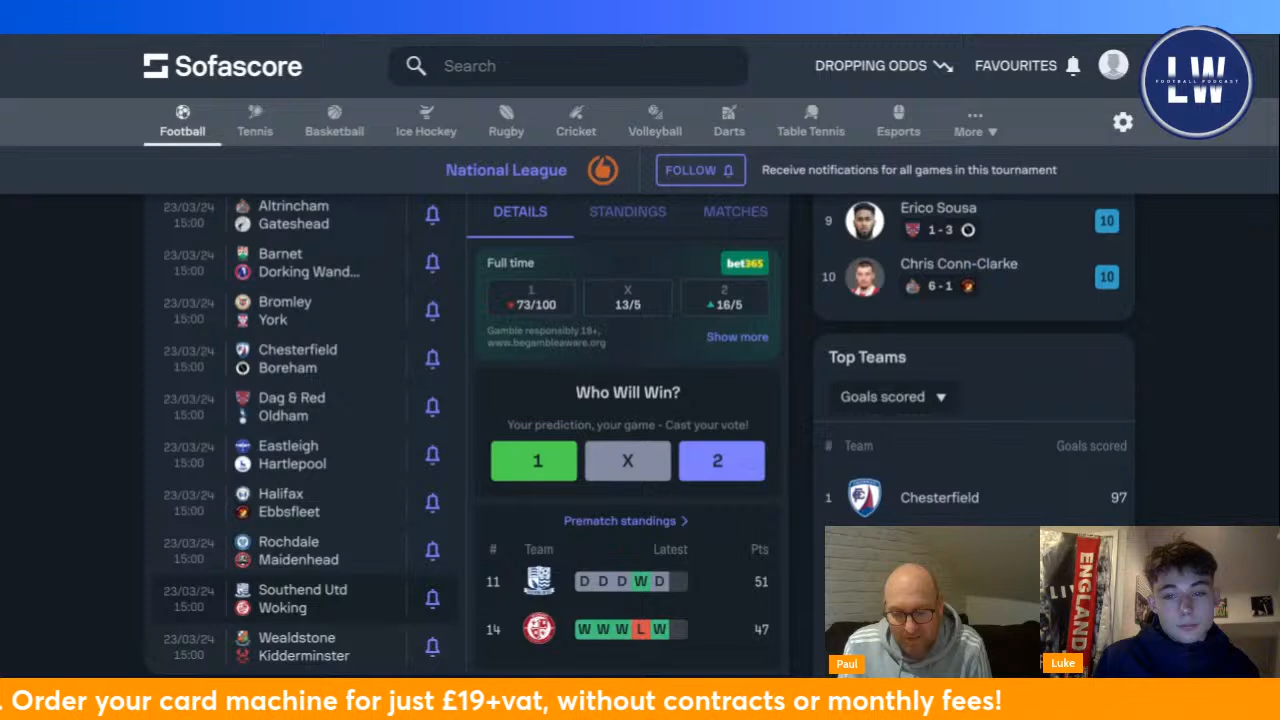 Sofascore
Search
DROPPING ODDS
FAVOURITES
LW
FOOTBALL PODCAST
Football
Tennis
Basketball
Ice Hockey
Rugby
Cricket
Volleyball
Darts
Table Tennis
Esports
More ▼
National League
FOLLOW
Receive notifications for all games in this tournament
23/03/24 Altrincham
15:00 Gateshead
23/03/24 Barnet
15:00 Dorking Wand...
23/03/24 Bromley
15:00 York
23/03/24 Chesterfield
15:00 Boreham
23/03/24 Dag & Red
15:00 Oldham
23/03/24 Eastleigh
15:00 Hartlepool
23/03/24 Halifax
15:00 Ebbsfleet
23/03/24 Rochdale
15:00 Maidenhead
23/03/24 Southend Utd
15:00 Woking
23/03/24 Wealdstone
15:00 Kidderminster
DETAILS STANDINGS MATCHES
Full time bet365
1 X 2
73/100 13/5 16/5
Gamble responsibly 18+,
www.begambleaware.org
Show more
Who Will Win?
Your prediction, your game - Cast your vote!
1 X 2
Prematch standings >
# Team Latest Pts
11 D D D W D 51
14 W W W L W 47
9 Erico Sousa 10
1 - 3
10 Chris Conn-Clarke 10
6 - 1
Top Teams
Goals scored ▼
# Team Goals scored
1 Chesterfield 97
ENGLAND
Paul
Luke
. Order your card machine for just £19+vat, without contracts or monthly fees!